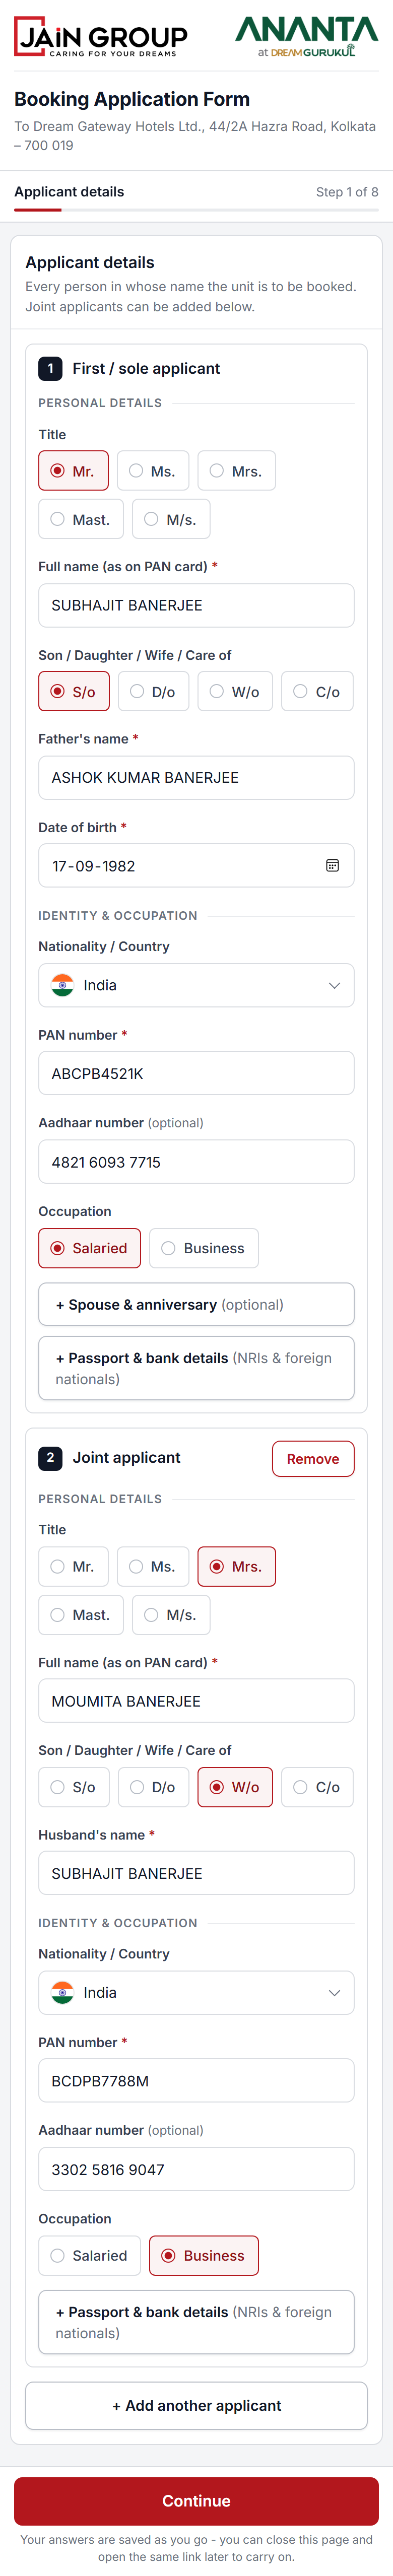 JAIN GROUP
CARING FOR YOUR DREAMS
ANANTA
at DREAM GURUKUL
Booking Application Form
To Dream Gateway Hotels Ltd., 44/2A Hazra Road, Kolkata
– 700 019
Applicant details
Step 1 of 8
Applicant details
Every person in whose name the unit is to be booked.
Joint applicants can be added below.
1 First / sole applicant
PERSONAL DETAILS
Title
Mr. Ms. Mrs.
Mast. M/s.
Full name (as on PAN card) *
SUBHAJIT BANERJEE
Son / Daughter / Wife / Care of
S/o D/o W/o C/o
Father's name *
ASHOK KUMAR BANERJEE
Date of birth *
17-09-1982
IDENTITY & OCCUPATION
Nationality / Country
India
PAN number *
ABCPB4521K
Aadhaar number (optional)
4821 6093 7715
Occupation
Salaried Business
+ Spouse & anniversary (optional)
+ Passport & bank details (NRIs & foreign
nationals)
2 Joint applicant
Remove
PERSONAL DETAILS
Title
Mr. Ms. Mrs.
Mast. M/s.
Full name (as on PAN card) *
MOUMITA BANERJEE
Son / Daughter / Wife / Care of
S/o D/o W/o C/o
Husband's name *
SUBHAJIT BANERJEE
IDENTITY & OCCUPATION
Nationality / Country
India
PAN number *
BCDPB7788M
Aadhaar number (optional)
3302 5816 9047
Occupation
Salaried Business
+ Passport & bank details (NRIs & foreign
nationals)
+ Add another applicant
Continue
Your answers are saved as you go - you can close this page and
open the same link later to carry on.